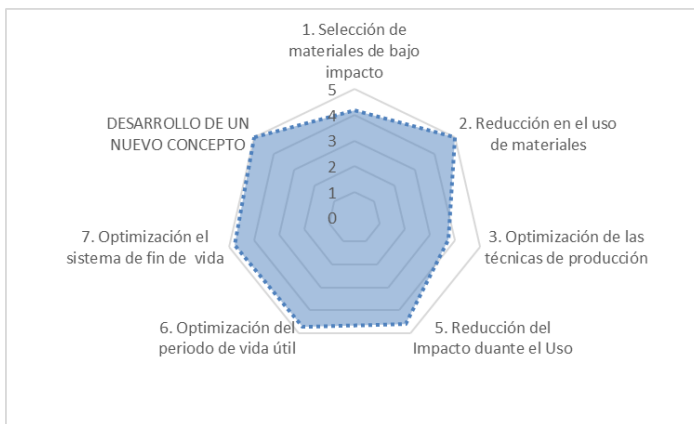 1. Selección de
materiales de bajo
impacto
5
4
3
2
1
0
2. Reducción en el uso
de materiales
3. Optimización de las
técnicas de producción
5. Reducción del
Impacto duante el Uso
6. Optimización del
periodo de vida útil
7. Optimización el
sistema de fin de vida
DESARROLLO DE UN
NUEVO CONCEPTO